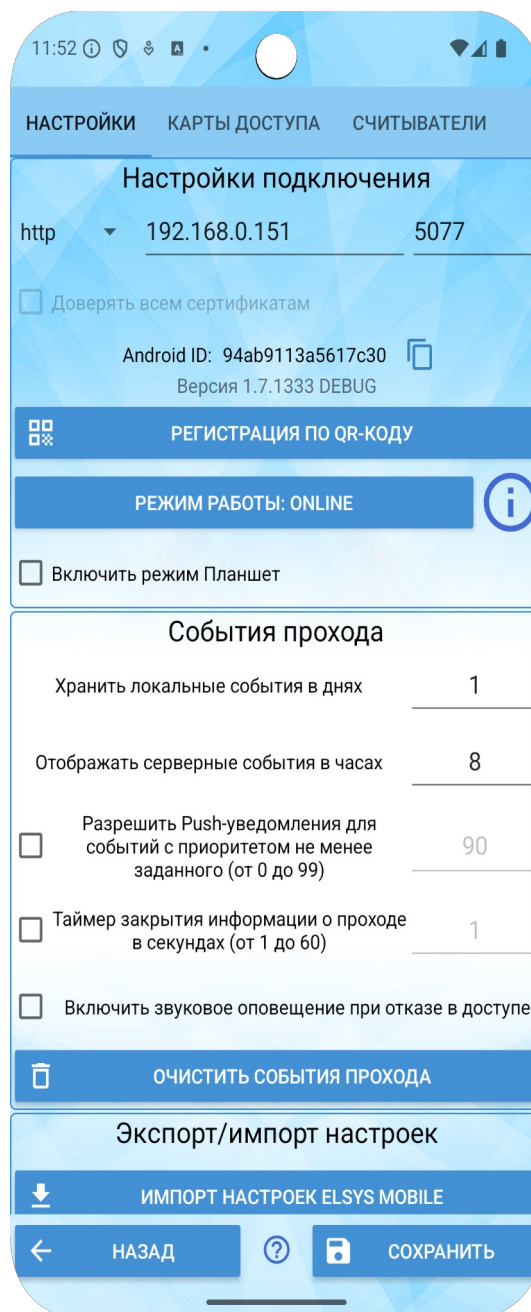 11:52
НАСТРОЙКИ КАРТЫ ДОСТУПА СЧИТЫВАТЕЛИ
Настройки подключения
http 192.168.0.151 5077
Доверять всем сертификатам
Android ID: 94ab9113a5617c30
Версия 1.7.1333 DEBUG
РЕГИСТРАЦИЯ ПО QR-КОДУ
РЕЖИМ РАБОТЫ: ONLINE
Включить режим Планшет
События прохода
Хранить локальные события в днях 1
Отображать серверные события в часах 8
Разрешить Push-уведомления для
событий с приоритетом не менее 90
заданного (от 0 до 99)
Таймер закрытия информации о проходе
в секундах (от 1 до 60) 1
Включить звуковое оповещение при отказе в доступе
ОЧИСТИТЬ СОБЫТИЯ ПРОХОДА
Экспорт/импорт настроек
ИМПОРТ НАСТРОЕК ELSYS MOBILE
НАЗАД СОХРАНИТЬ